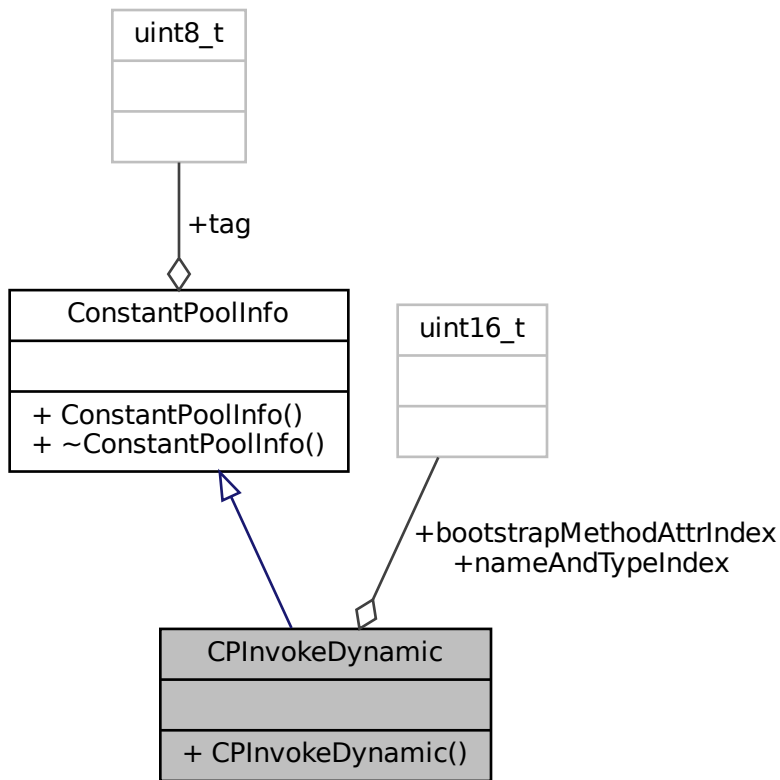 uint8_t
+tag
ConstantPoolInfo
+ ConstantPoolInfo()
+ ~ConstantPoolInfo()
uint16_t
+bootstrapMethodAttrIndex
+nameAndTypeIndex
CPInvokeDynamic
+ CPInvokeDynamic()